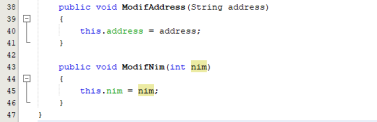 38 public void ModifAddress(String address)
39 {
40 this.address = address;
41 }
42
43 public void ModifNim(int nim)
44 {
45 this.nim = nim;
46 }
47 }